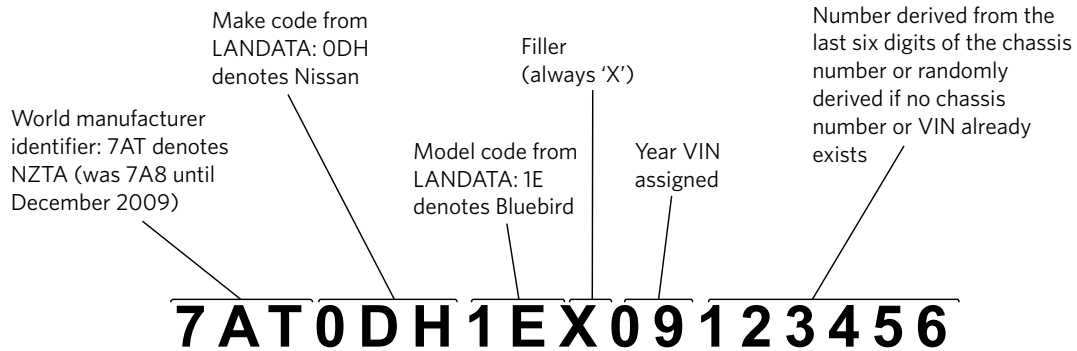 World manufacturer
identifier: 7AT denotes
NZTA (was 7A8 until
December 2009)
Make code from
LANDATA: 0DH
denotes Nissan
Model code from
LANDATA: 1E
denotes Bluebird
Filler
(always ‘X’)
Year VIN
assigned
Number derived from the
last six digits of the chassis
number or randomly
derived if no chassis
number or VIN already
exists
7AT0DH1EX09123456